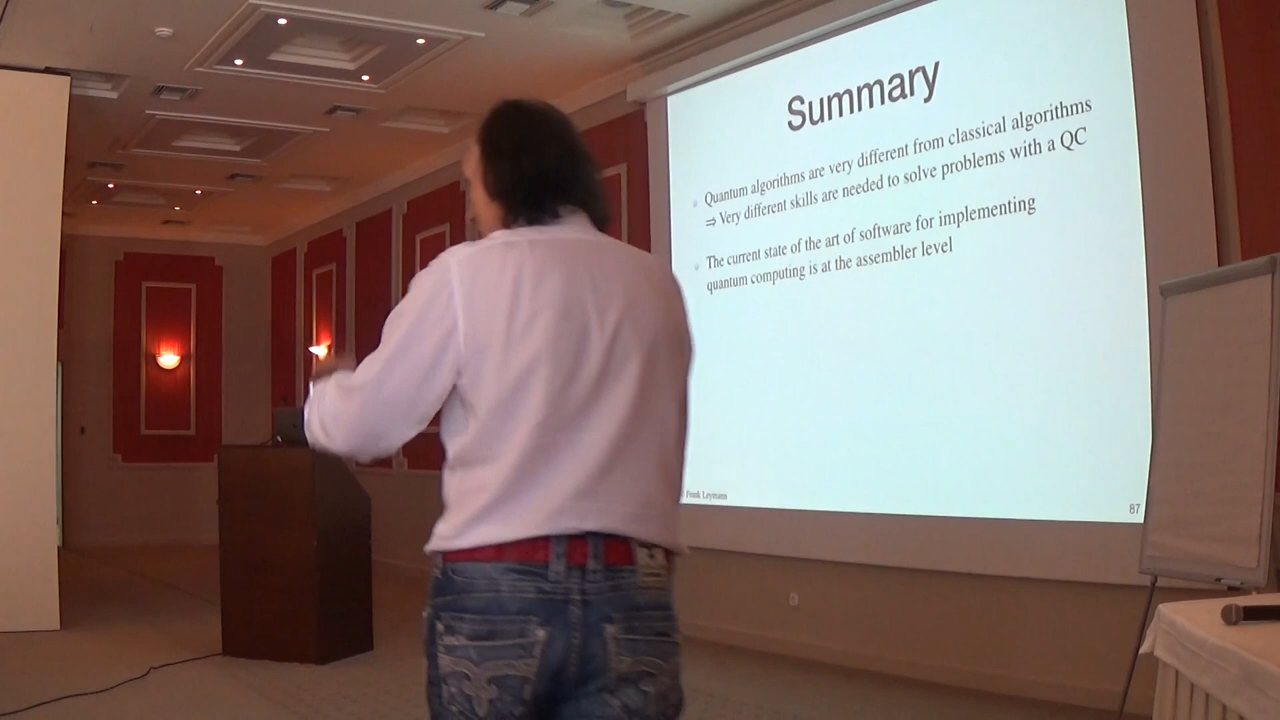 Summary
Quantum algorithms are very different from classical algorithms
⇒ Very different skills are needed to solve problems with a QC
The current state of the art of software for implementing
quantum computing is at the assembler level
Frank Leymann
87